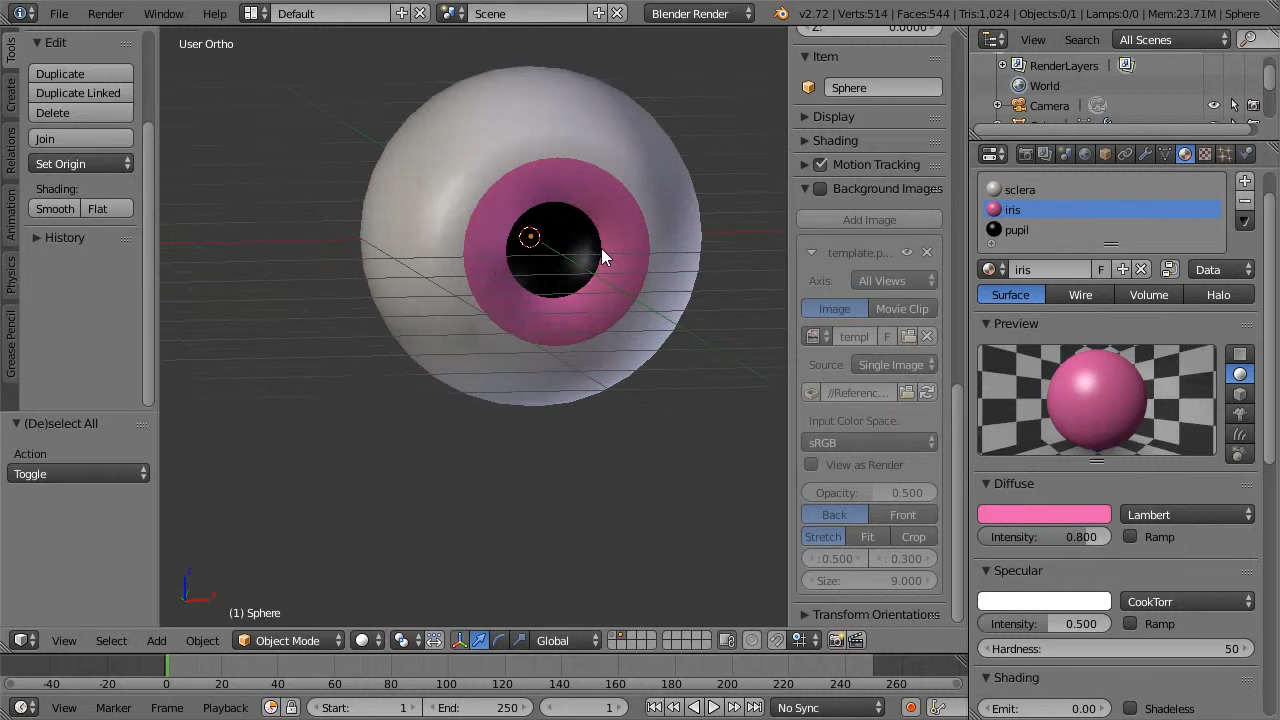 File Render Window Help Default Scene Blender Render v2.72 | Verts:514 | Faces:544 | Tris:1,024 | Objects:0/1 | Lamps:0/0 | Mem:23.71M | Sphere
Tools
Create
Relations
Animation
Physics
Grease Pencil
Edit
Duplicate
Duplicate Linked
Delete
Join
Set Origin
Shading:
Smooth Flat
History
(De)select All
Action
Toggle
User Ortho
z
x
(1) Sphere
Z: 0.0000
Item
Sphere
Display
Shading
Motion Tracking
Background Images
Add Image
template.p...
Axis: All Views
Image Movie Clip
templ F
Source: Single Image
//Referenc...
Input Color Space:
sRGB
View as Render
Opacity: 0.500
Back Front
Stretch Fit Crop
: 0.500 : 0.300
Size: 9.000
Transform Orientations
View Search All Scenes
RenderLayers
World
Camera
sclera
iris
pupil
iris F Data
Surface Wire Volume Halo
Preview
Diffuse
Lambert
Intensity: 0.800 Ramp
Specular
CookTorr
Intensity: 0.500 Ramp
Hardness: 50
Shading
Emit: 0.00 Shadeless
View Select Add Object Object Mode Global
-40 -20 0 20 40 60 80 100 120 140 160 180 200 220 240 260
View Marker Frame Playback Start: 1 End: 250 1 No Sync